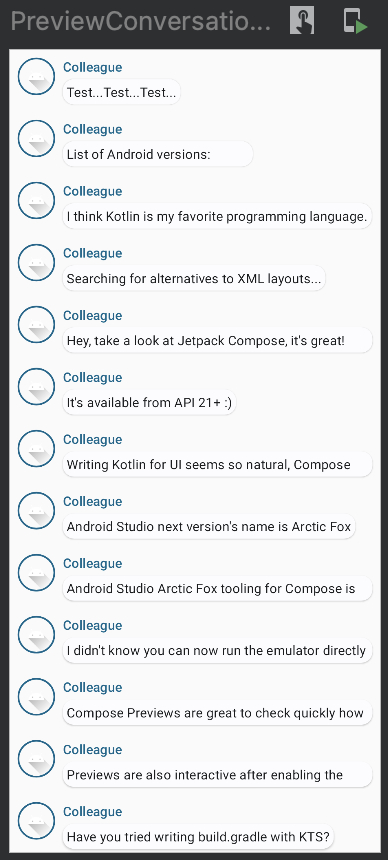 PreviewConversatio...
Colleague
Test...Test...Test...
Colleague
List of Android versions:
Colleague
I think Kotlin is my favorite programming language.
Colleague
Searching for alternatives to XML layouts...
Colleague
Hey, take a look at Jetpack Compose, it's great!
Colleague
It's available from API 21+ :)
Colleague
Writing Kotlin for UI seems so natural, Compose
Colleague
Android Studio next version's name is Arctic Fox
Colleague
Android Studio Arctic Fox tooling for Compose is
Colleague
I didn't know you can now run the emulator directly
Colleague
Compose Previews are great to check quickly how
Colleague
Previews are also interactive after enabling the
Colleague
Have you tried writing build.gradle with KTS?